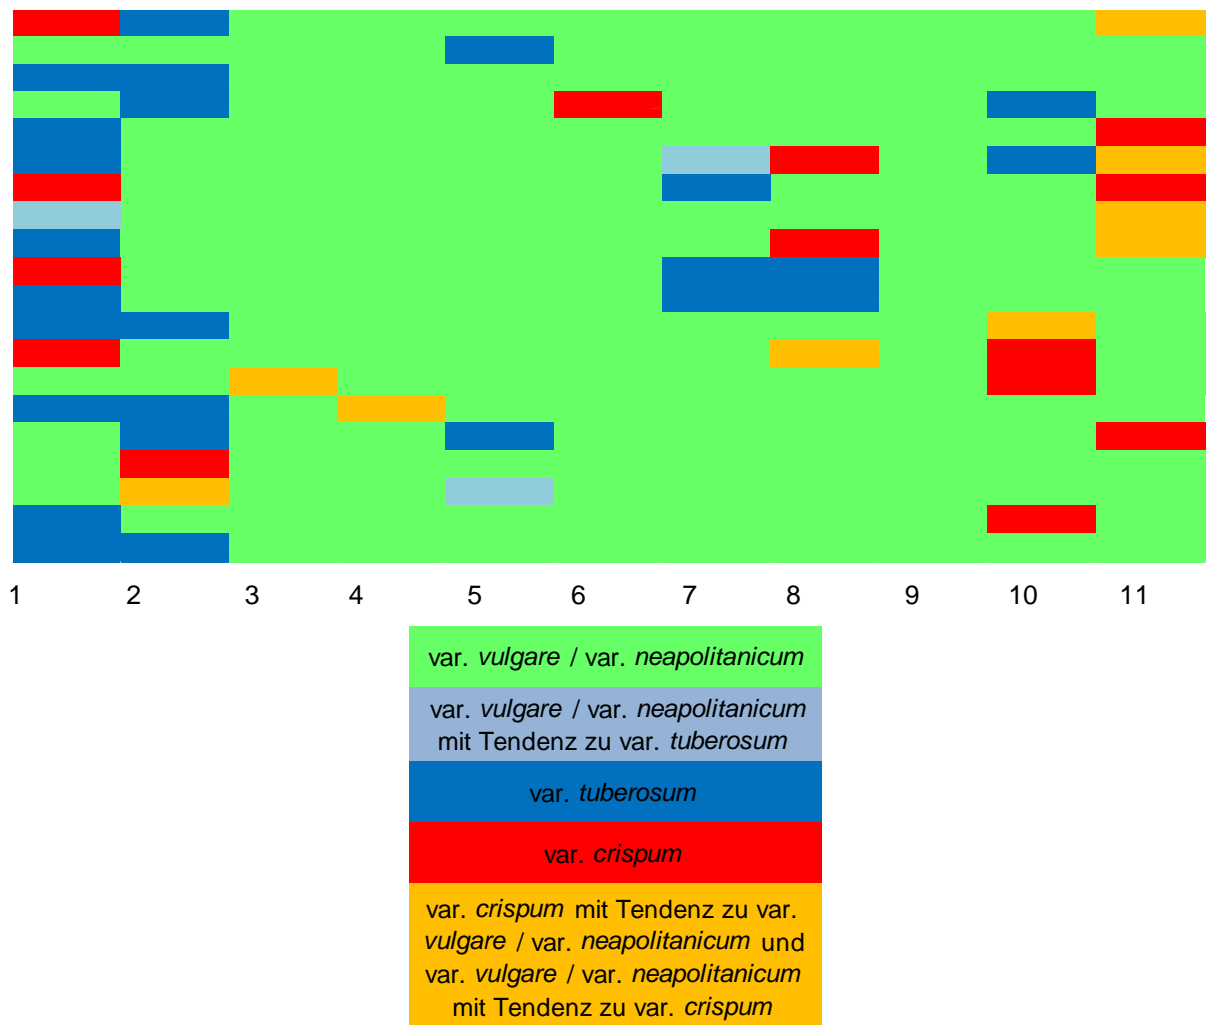 1 2 3 4 5 6 7 8 9 10 11
var. vulgare / var. neapolitanicum
var. vulgare / var. neapolitanicum
mit Tendenz zu var. tuberosum
var. tuberosum
var. crispum
var. crispum mit Tendenz zu var.
vulgare / var. neapolitanicum und
var. vulgare / var. neapolitanicum
mit Tendenz zu var. crispum